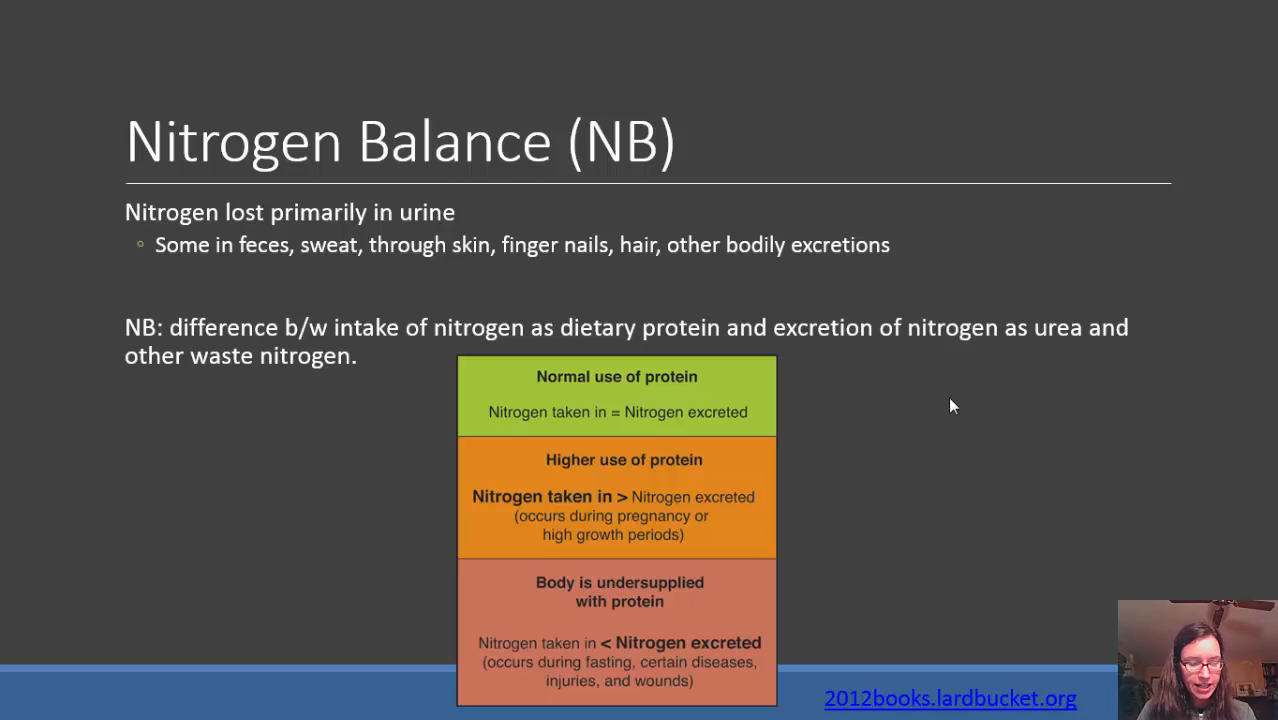 Nitrogen Balance (NB)
Nitrogen lost primarily in urine
◦ Some in feces, sweat, through skin, finger nails, hair, other bodily excretions
NB: difference b/w intake of nitrogen as dietary protein and excretion of nitrogen as urea and
other waste nitrogen.
Normal use of protein
Nitrogen taken in = Nitrogen excreted
Higher use of protein
Nitrogen taken in > Nitrogen excreted
(occurs during pregnancy or
high growth periods)
Body is undersupplied
with protein
Nitrogen taken in < Nitrogen excreted
(occurs during fasting, certain diseases,
injuries, and wounds)
2012books.lardbucket.org